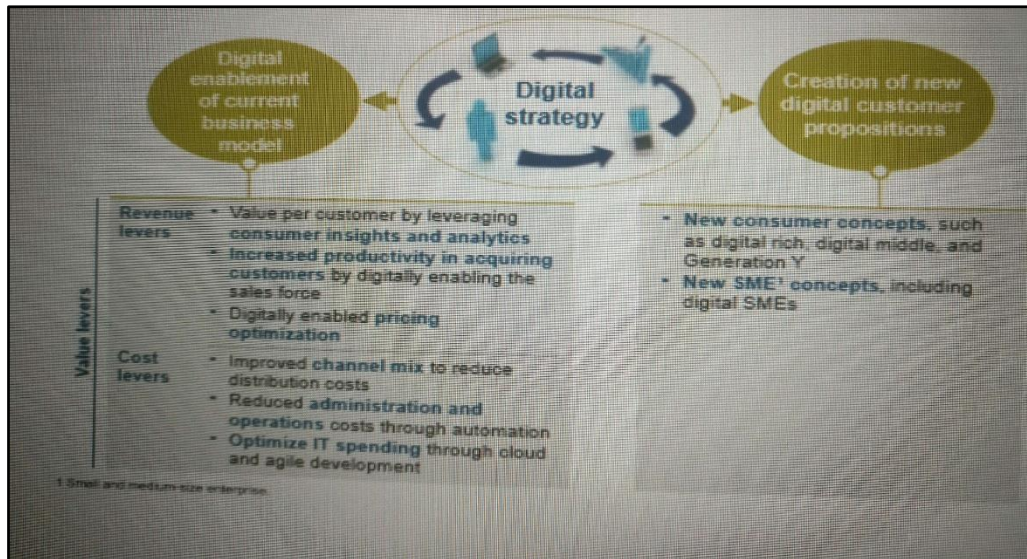 Digital
enablement
of current
business
model
Digital
strategy
Creation of new
digital customer
propositions
Value levers
Revenue
levers
- Value per customer by leveraging
consumer insights and analytics
- Increased productivity in acquiring
customers by digitally enabling the
sales force
- Digitally enabled pricing
optimization
Cost
levers
- Improved channel mix to reduce
distribution costs
- Reduced administration and
operations costs through automation
- Optimize IT spending through cloud
and agile development
- New consumer concepts, such
as digital rich, digital middle, and
Generation Y
- New SME¹ concepts, including
digital SMEs
1 Small and medium-size enterprise